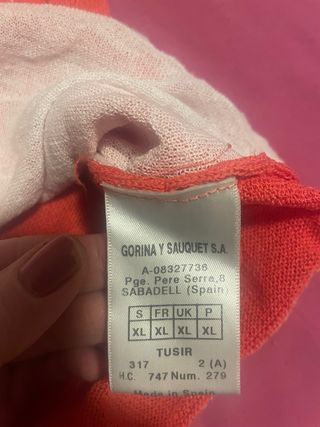 GORINA Y SAUQUET S.A.
A-08327736
Pge. Pere Serra,8
SABADELL (Spain)
S FR UK P
XL XL XL XL
TUSIR
317 2 (A)
H.C. 747 Num. 279
Made in Spain